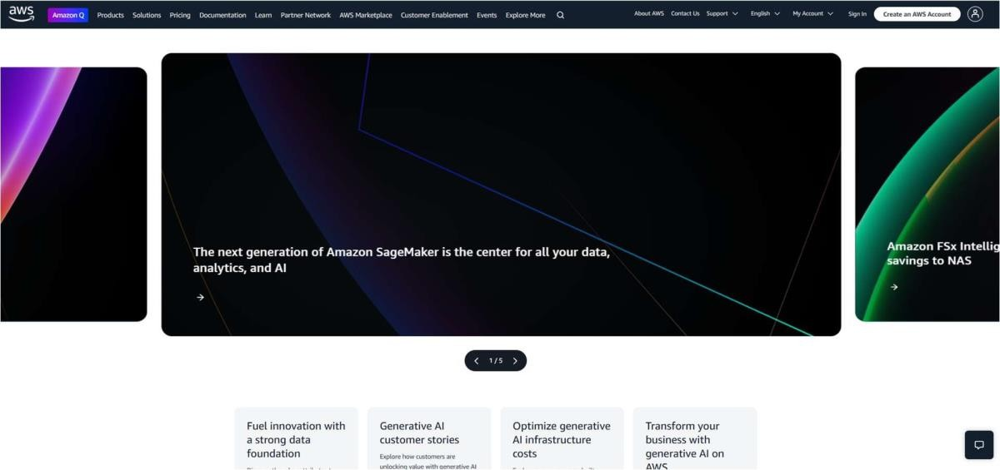 aws
Amazon Q Products Solutions Pricing Documentation Learn Partner Network AWS Marketplace Customer Enablement Events Explore More
About AWS Contact Us Support English My Account Sign In Create an AWS Account
The next generation of Amazon SageMaker is the center for all your data,
analytics, and AI
Amazon FSx Intellig
savings to NAS
1 / 5
Fuel innovation with
a strong data
foundation
Generative AI
customer stories
Explore how customers are
unlocking value with generative AI
Optimize generative
AI infrastructure
costs
Transform your
business with
generative AI on
AWS